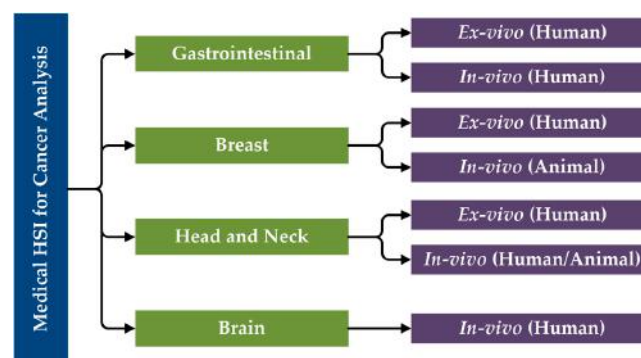 Medical HSI for Cancer Analysis
Gastrointestinal
Ex-vivo (Human)
In-vivo (Human)
Breast
Ex-vivo (Human)
In-vivo (Animal)
Head and Neck
Ex-vivo (Human)
In-vivo (Human/Animal)
Brain
In-vivo (Human)